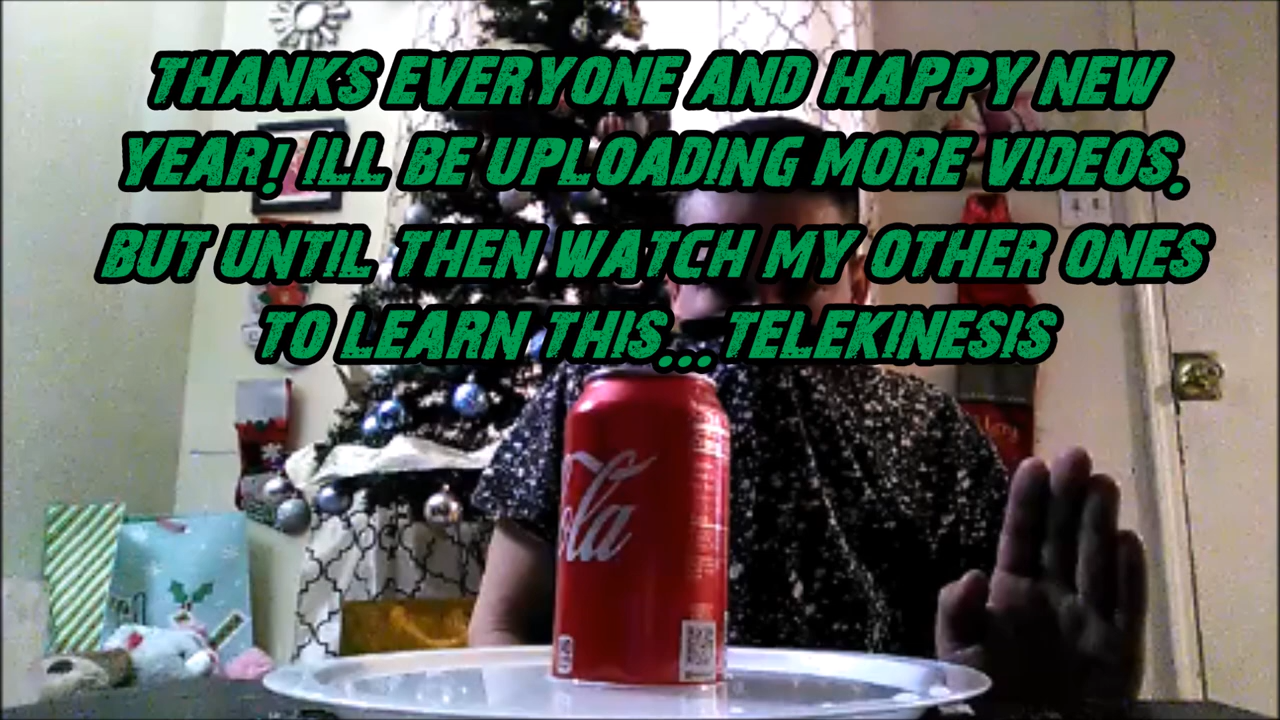 THANKS EVERYONE AND HAPPY NEW
YEAR! ILL BE UPLOADING MORE VIDEOS.
BUT UNTIL THEN WATCH MY OTHER ONES
TO LEARN THIS... TELEKINESIS
ola